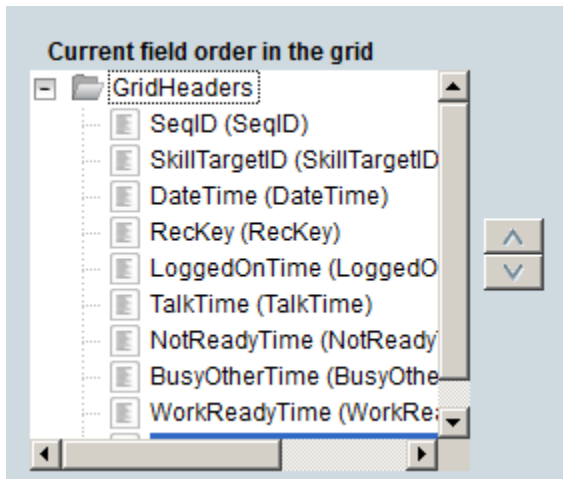 Current field order in the grid
GridHeaders
SeqID (SeqID)
SkillTargetID (SkillTargetID
DateTime (DateTime)
RecKey (RecKey)
LoggedOnTime (LoggedO
TalkTime (TalkTime)
NotReadyTime (NotReady
BusyOtherTime (BusyOthe
WorkReadyTime (WorkRea